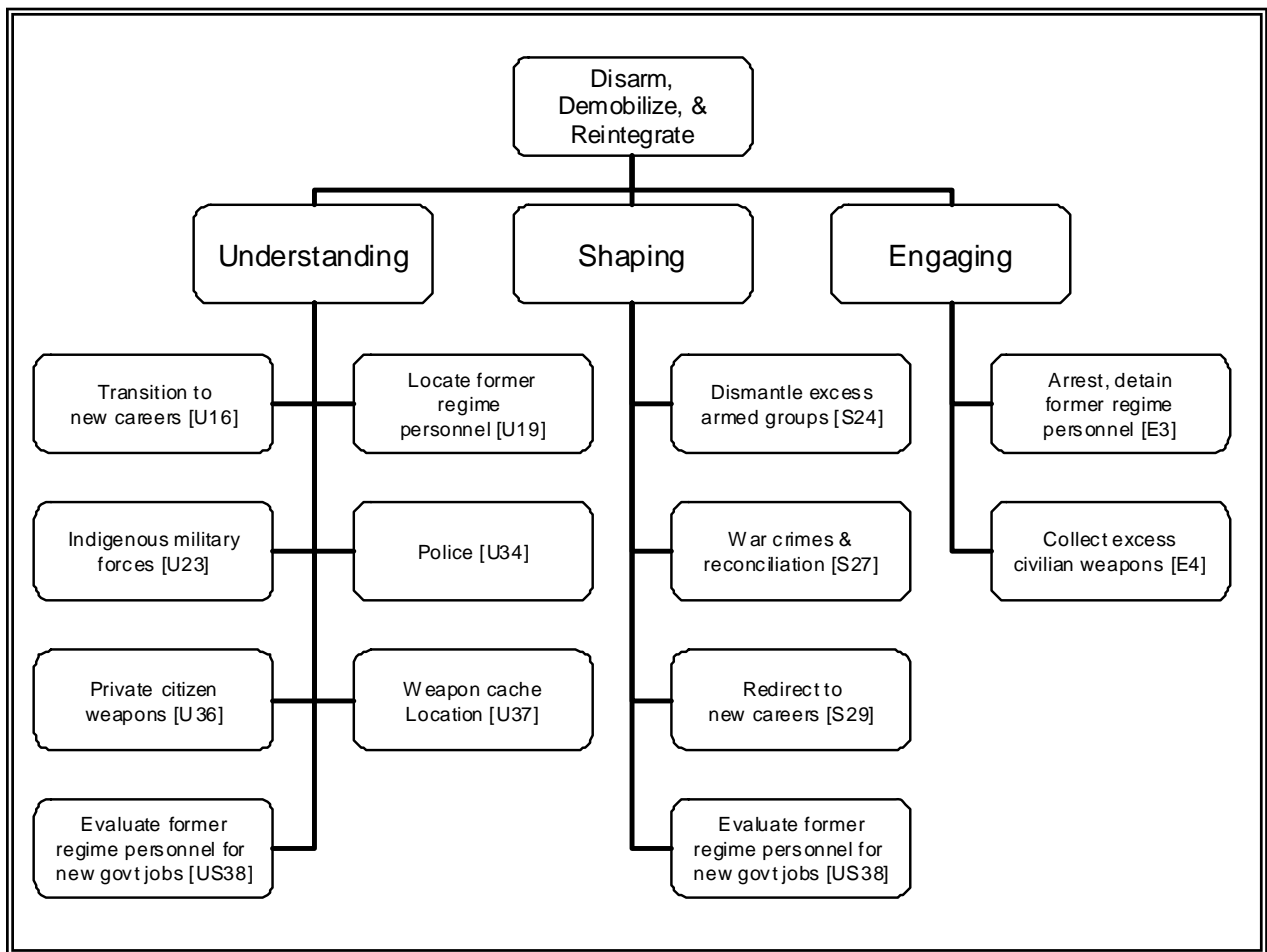 Disarm,
Demobilize, &
Reintegrate
Understanding
Shaping
Engaging
Transition to
new careers [U16]
Locate former
regime
personnel [U19]
Dismantle excess
armed groups [S24]
Arrest, detain
former regime
personnel [E3]
Indigenous military
forces [U23]
Police [U34]
War crimes &
reconciliation [S27]
Collect excess
civilian weapons [E4]
Private citizen
weapons [U36]
Weapon cache
Location [U37]
Redirect to
new careers [S29]
Evaluate former
regime personnel for
new govt jobs [US38]
Evaluate former
regime personnel for
new govt jobs [US38]